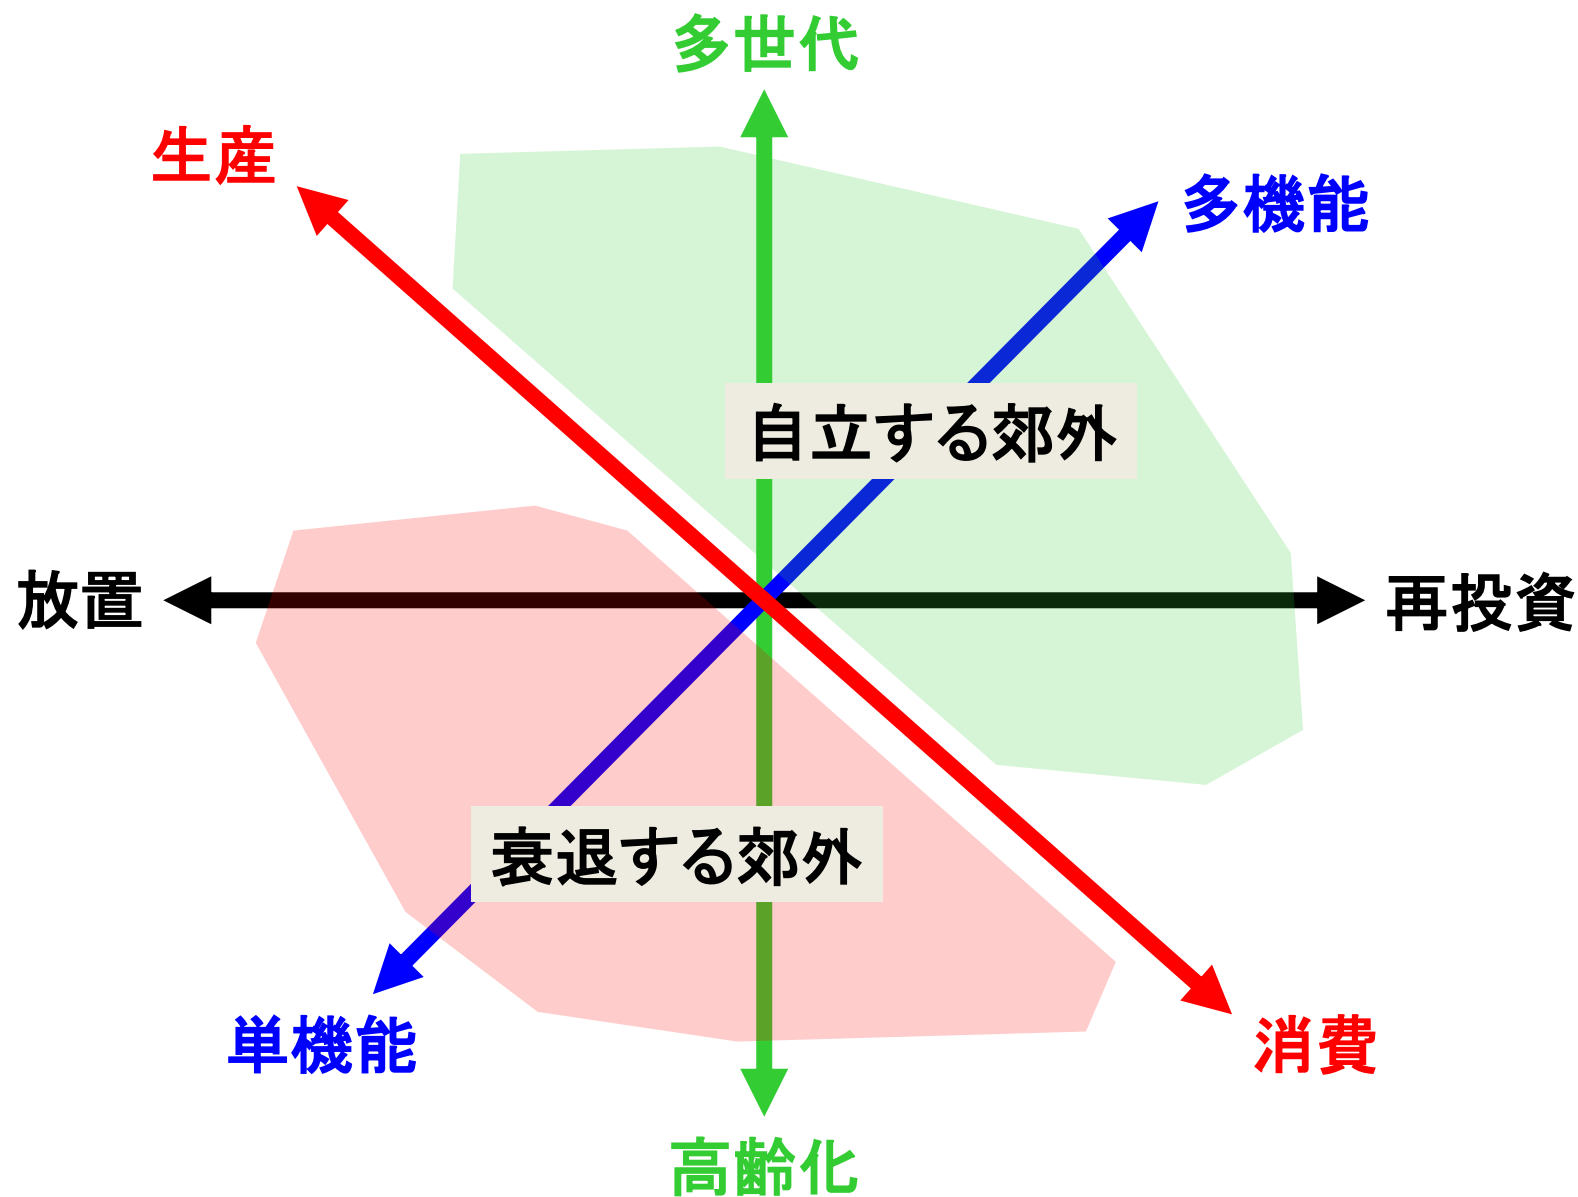 多世代
生産
多機能
自立する郊外
放置
再投資
衰退する郊外
単機能
消費
高齢化